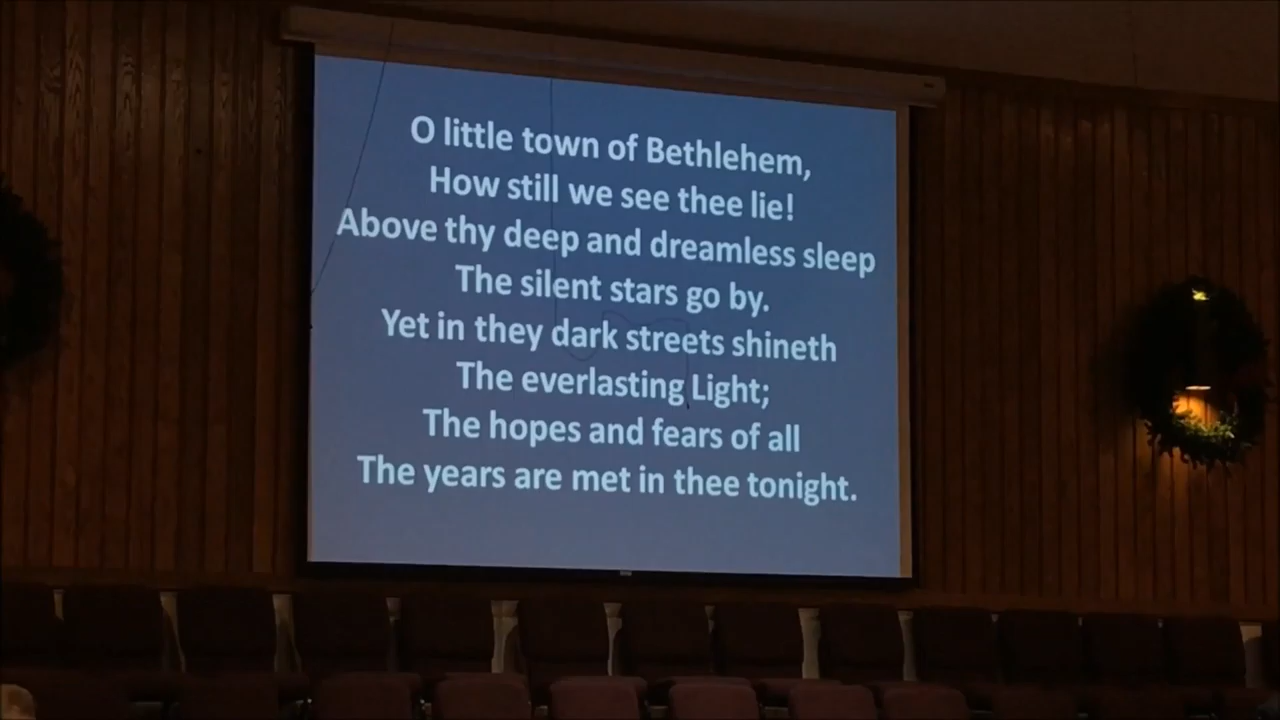 O little town of Bethlehem,
How still we see thee lie!
Above thy deep and dreamless sleep
The silent stars go by.
Yet in they dark streets shineth
The everlasting Light;
The hopes and fears of all
The years are met in thee tonight.